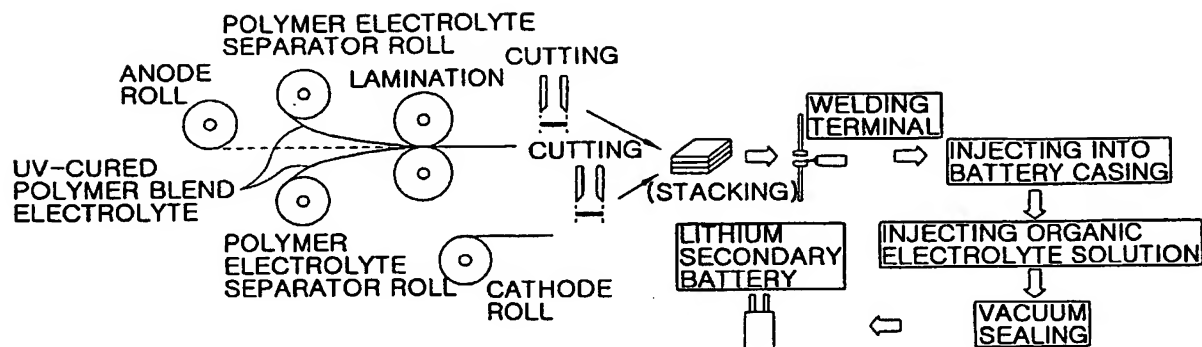 POLYMER ELECTROLYTE
SEPARATOR ROLL
ANODE
ROLL
LAMINATION
CUTTING
UV-CURED
POLYMER BLEND
ELECTROLYTE
POLYMER
ELECTROLYTE
SEPARATOR ROLL
CATHODE
ROLL
CUTTING
(STACKING)
WELDING
TERMINAL
INJECTING INTO
BATTERY CASING
INJECTING ORGANIC
ELECTROLYTE SOLUTION
VACUUM
SEALING
LITHIUM
SECONDARY
BATTERY